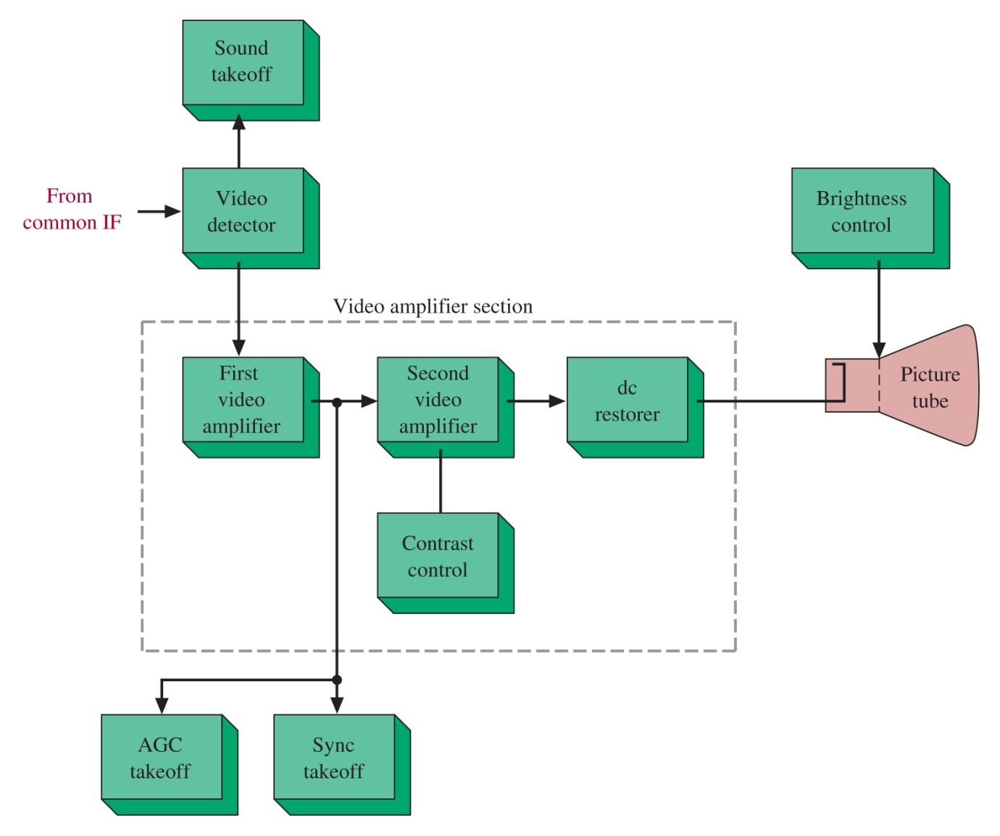 Sound
takeoff
From
common IF
Video
detector
Brightness
control
Video amplifier section
First
video
amplifier
Second
video
amplifier
dc
restorer
Picture
tube
Contrast
control
AGC
takeoff
Sync
takeoff